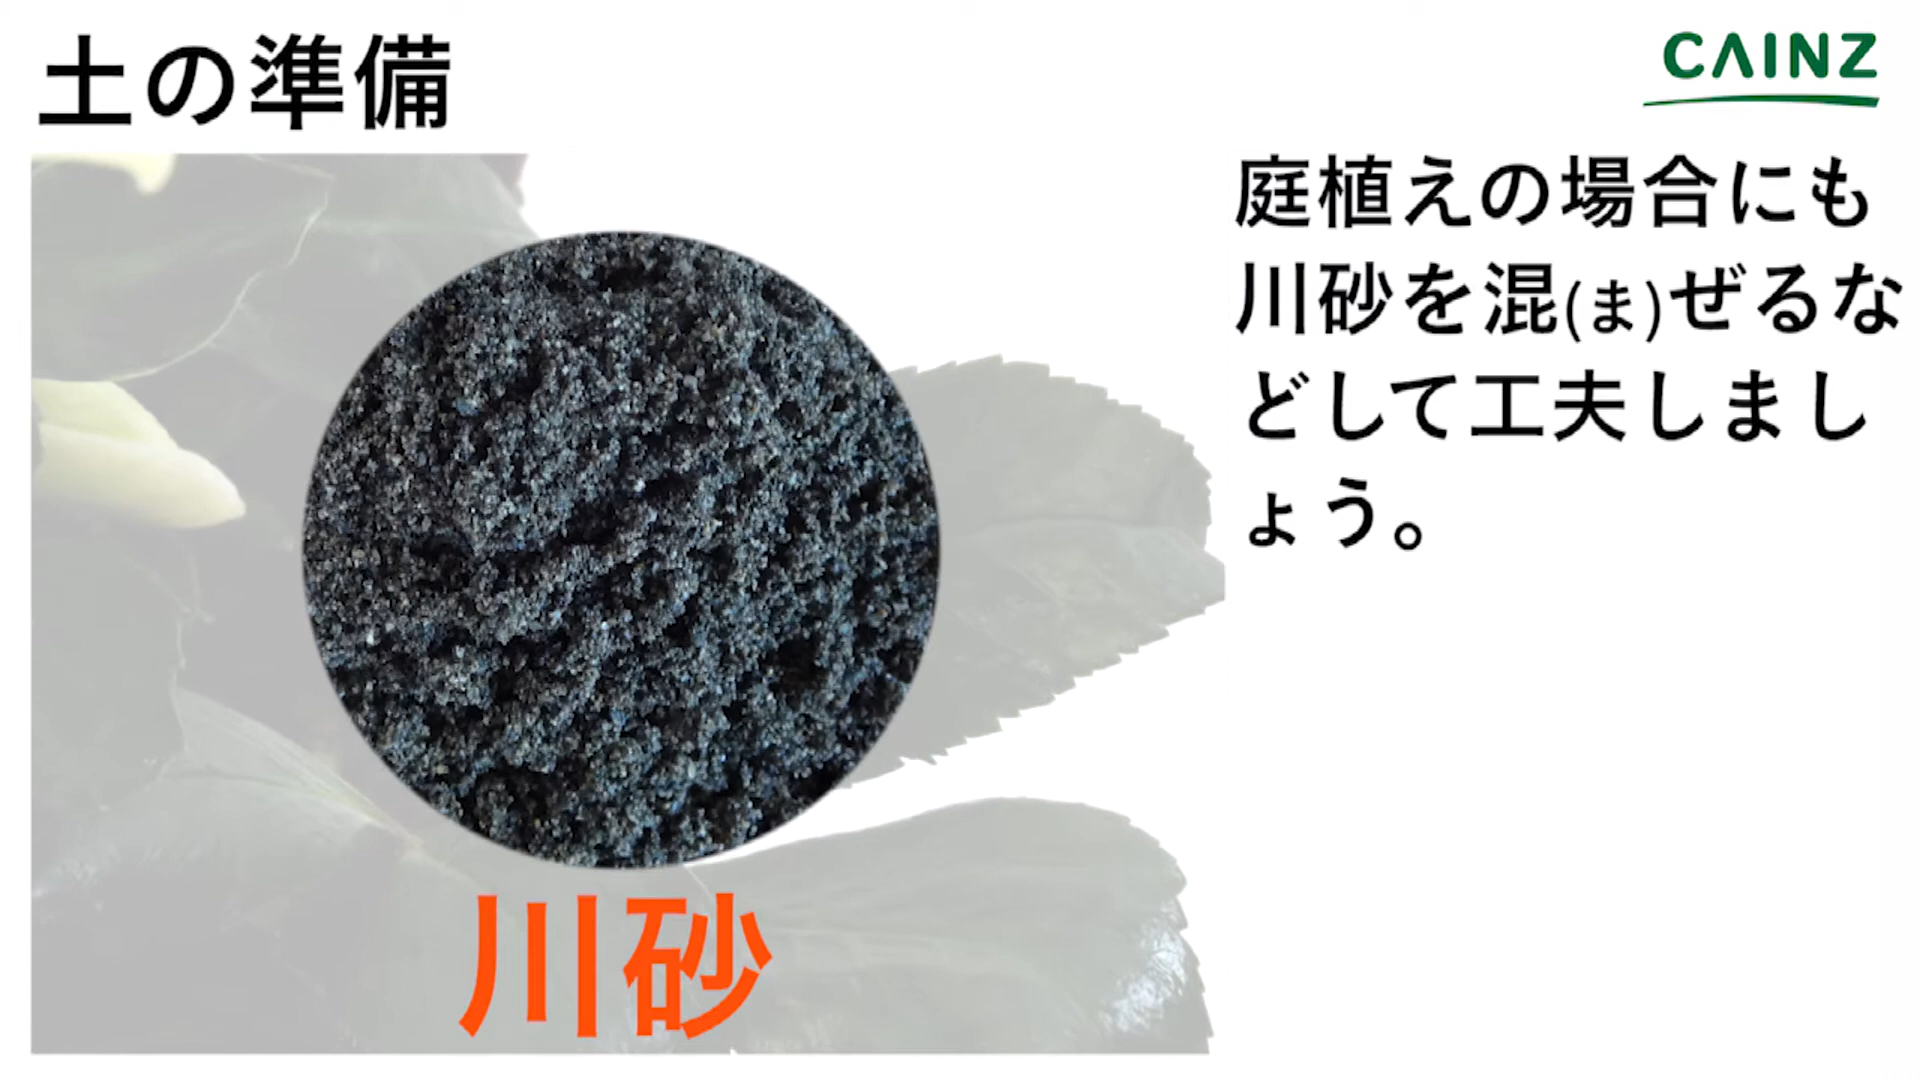 土の準備
CAINZ
庭植えの場合にも
川砂を混(ま)ぜるな
どして工夫しまし
ょう。
川砂